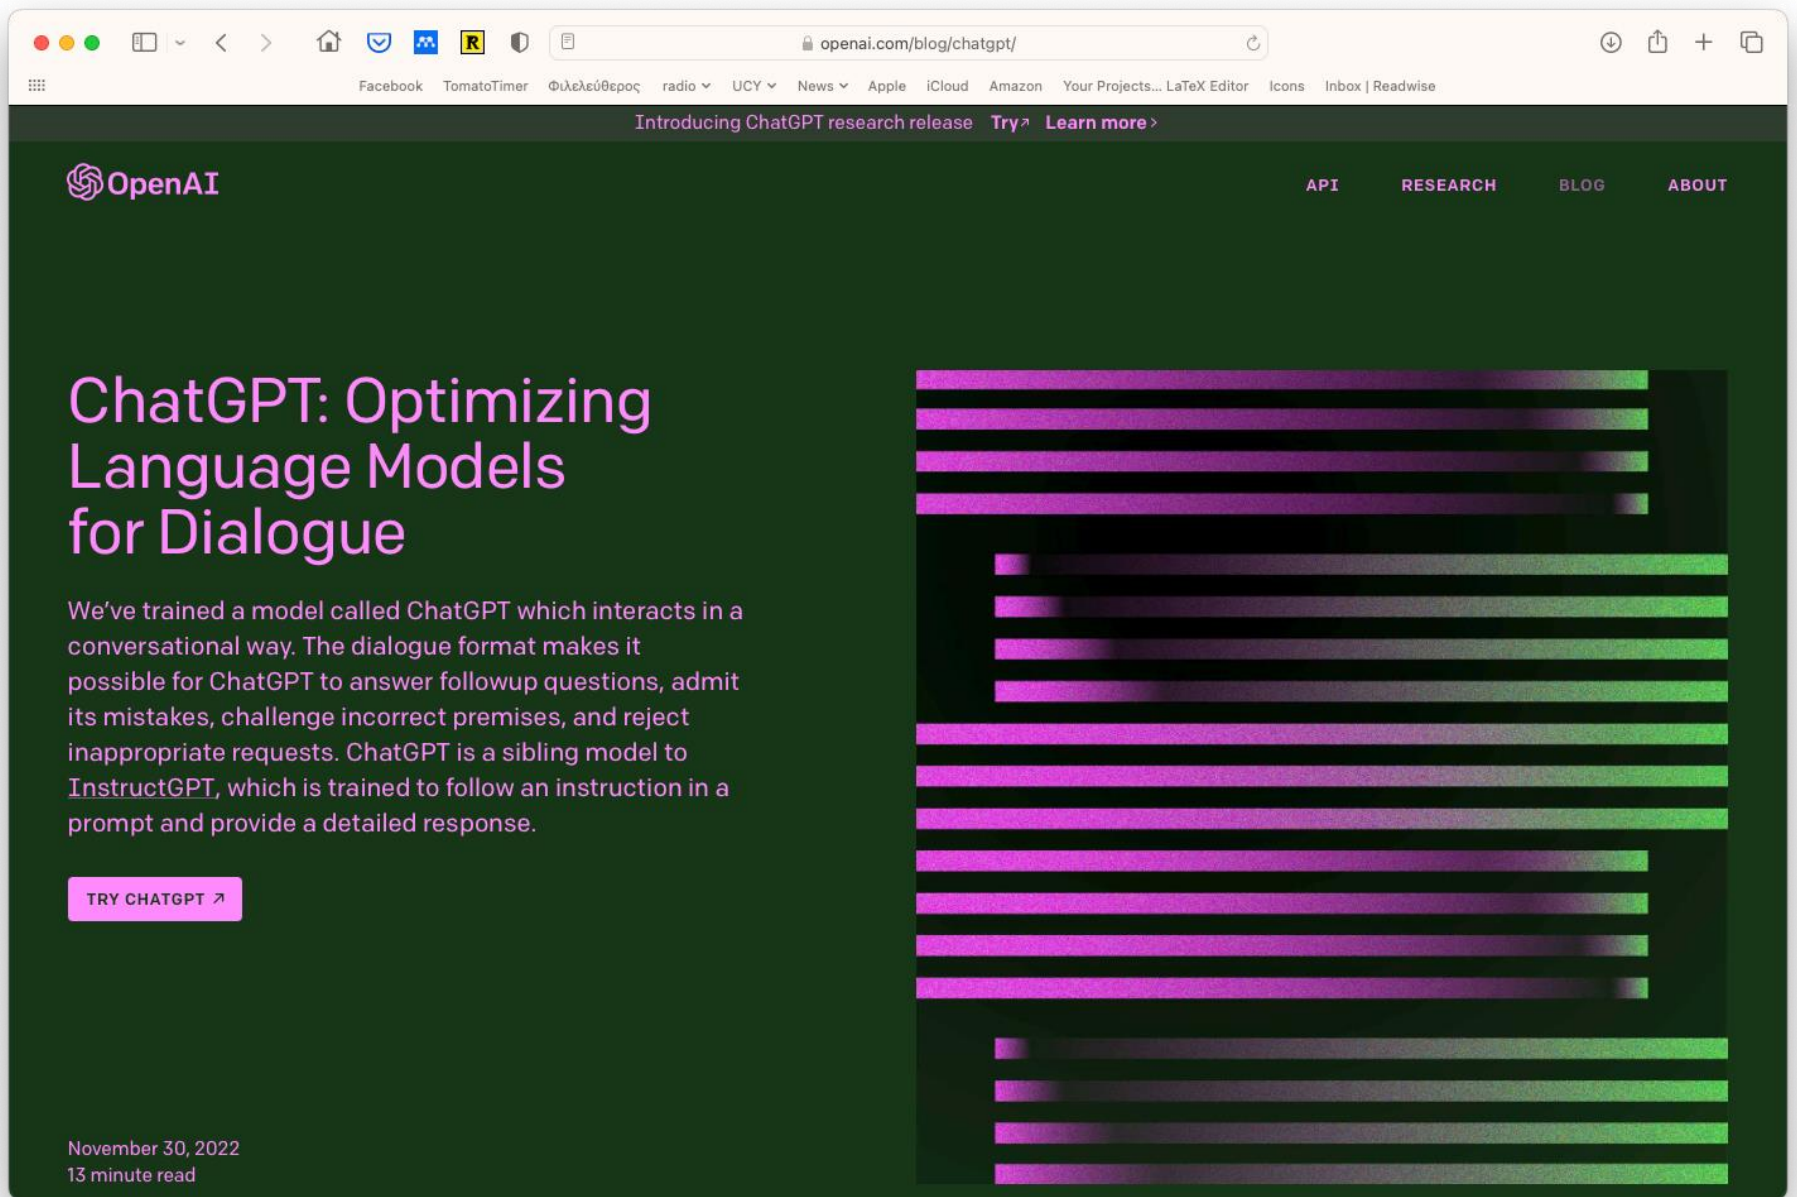 openai.com/blog/chatgpt/
Facebook TomatoTimer Φιλελεύθερος radio UCY News Apple iCloud Amazon Your Projects... LaTeX Editor Icons Inbox | Readwise
Introducing ChatGPT research release Try↗ Learn more >
OpenAI
API RESEARCH BLOG ABOUT
ChatGPT: Optimizing
Language Models
for Dialogue
We’ve trained a model called ChatGPT which interacts in a
conversational way. The dialogue format makes it
possible for ChatGPT to answer followup questions, admit
its mistakes, challenge incorrect premises, and reject
inappropriate requests. ChatGPT is a sibling model to
InstructGPT, which is trained to follow an instruction in a
prompt and provide a detailed response.
TRY CHATGPT ↗
November 30, 2022
13 minute read